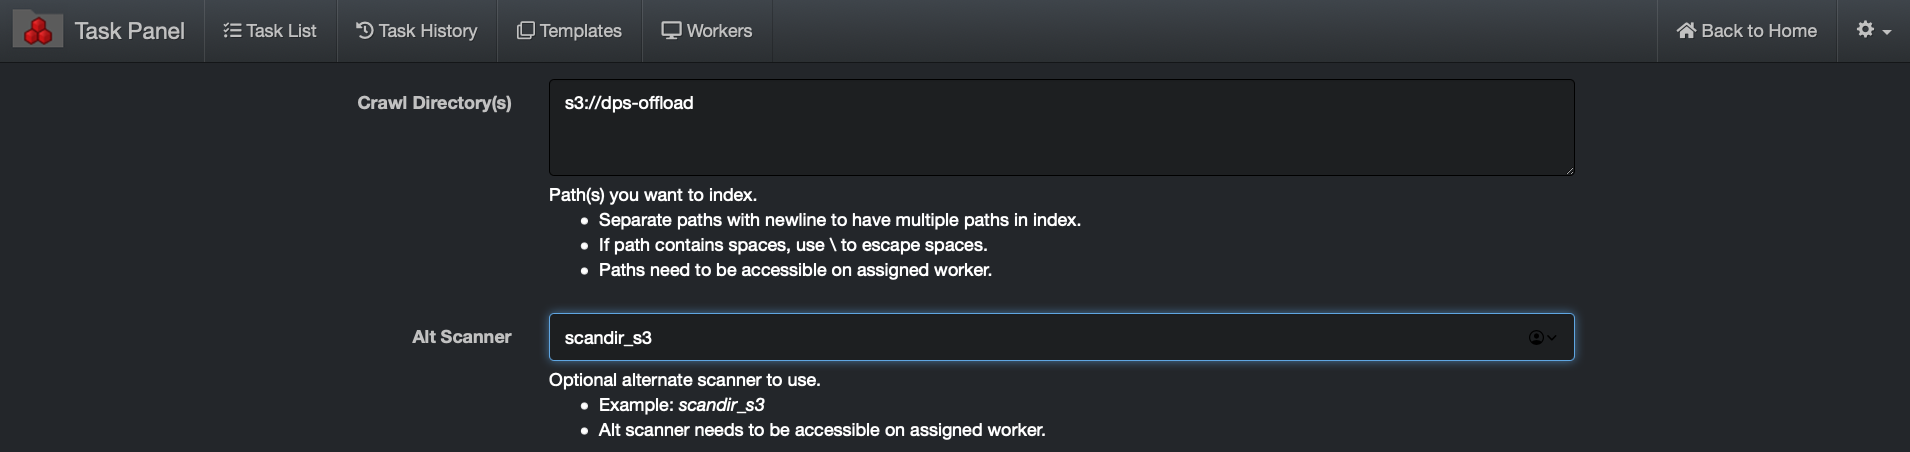 Task Panel
Task List
Task History
Templates
Workers
Back to Home
Crawl Directory(s)
s3://dps-offload
Path(s) you want to index.
Separate paths with newline to have multiple paths in index.
If path contains spaces, use \ to escape spaces.
Paths need to be accessible on assigned worker.
Alt Scanner
scandir_s3
Optional alternate scanner to use.
Example: scandir_s3
Alt scanner needs to be accessible on assigned worker.